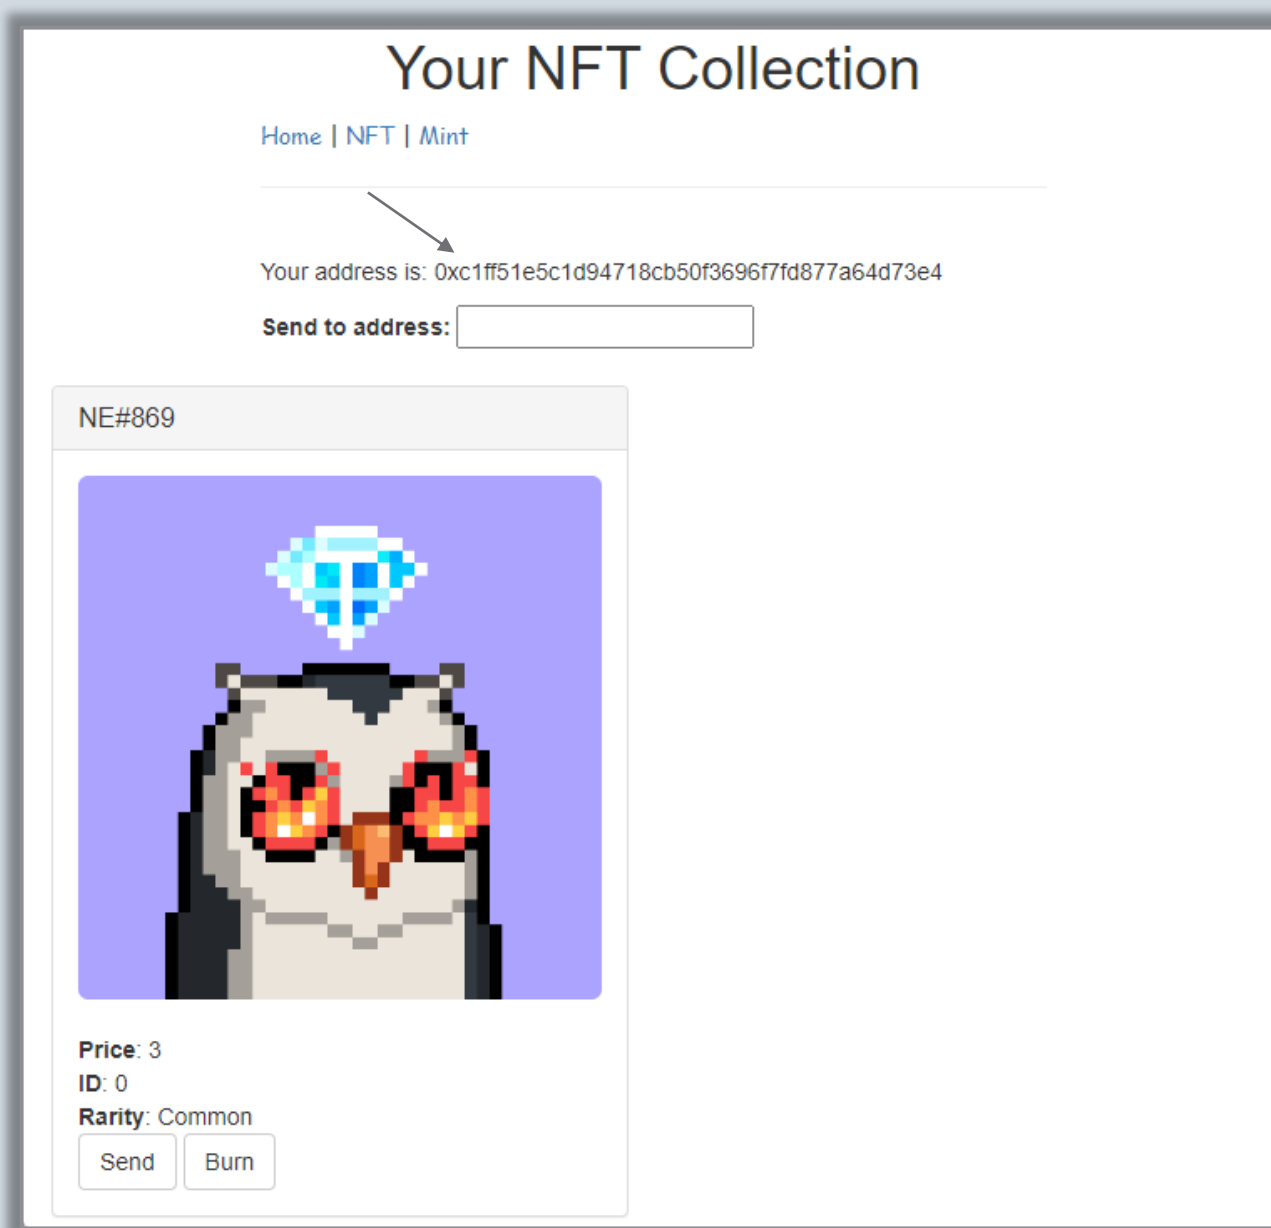 Your NFT Collection
Home | NFT | Mint
Your address is: 0xc1ff51e5c1d94718cb50f3696f7fd877a64d73e4
Send to address:
NE#869
Price: 3
ID: 0
Rarity: Common
Send Burn